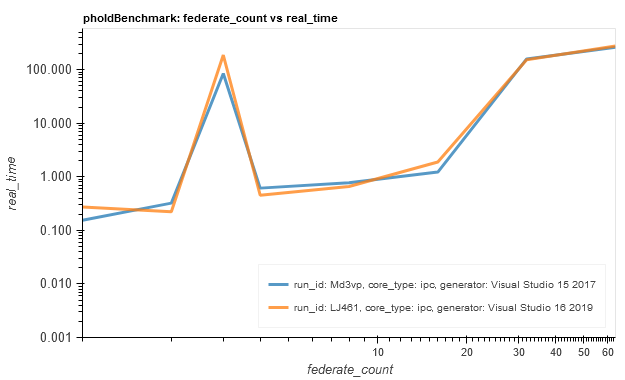 pholdBenchmark: federate_count vs real_time
real_time
100.000
10.000
1.000
0.100
0.010
0.001
run_id: Md3vp, core_type: ipc, generator: Visual Studio 15 2017
run_id: LJ461, core_type: ipc, generator: Visual Studio 16 2019
10
20
30
40
50
60
federate_count